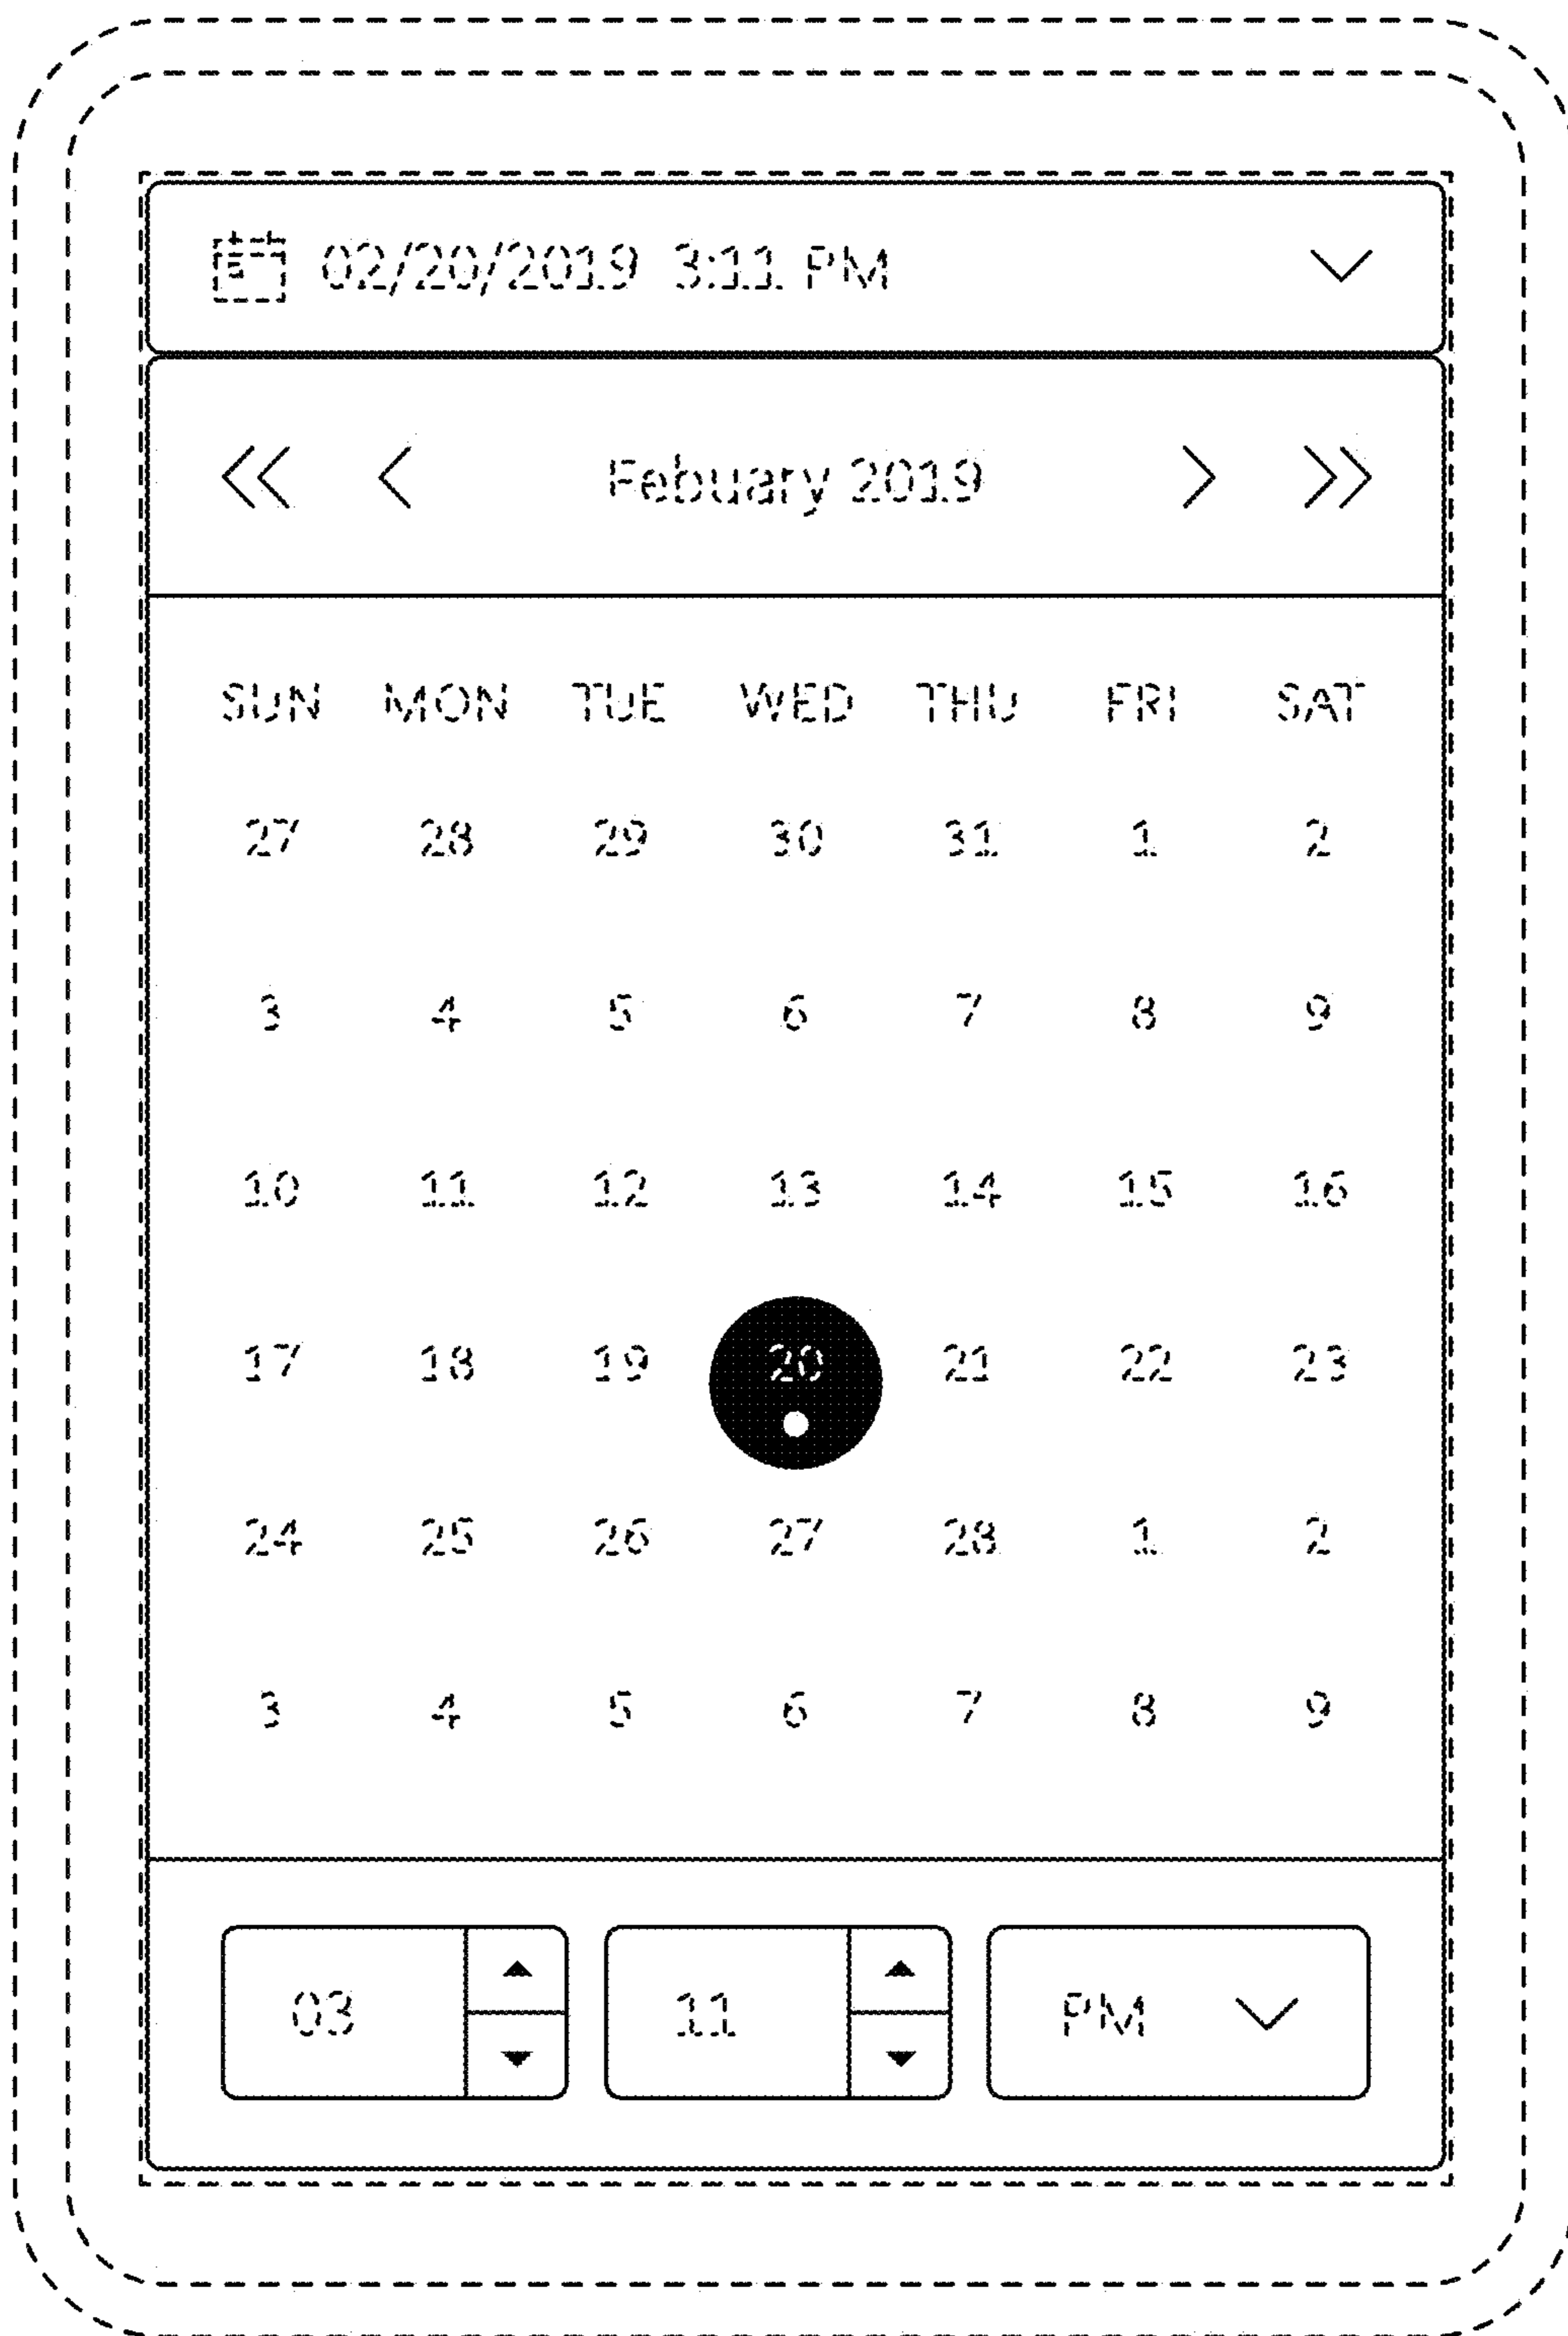 02/20/2019 3:11 PM
Febuary 2019
SUN MON TUE WED THU FRI SAT
27 28 29 30 31 1 2
3 4 5 6 7 8 9
10 11 12 13 14 15 16
17 18 19 20 21 22 23
24 25 26 27 28 1 2
3 4 5 6 7 8 9
03 11 PM